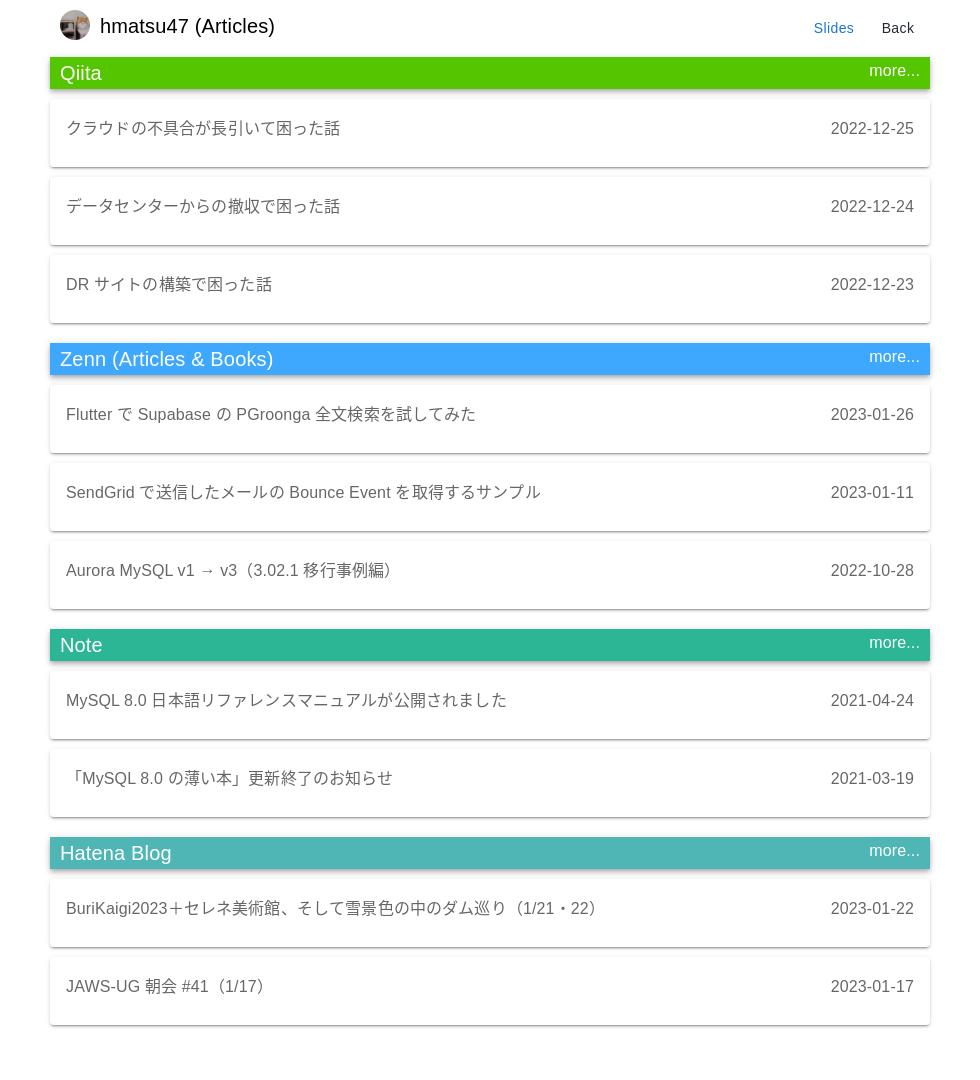 hmatsu47 (Articles)
Slides
Back
Qiita
more...
クラウドの不具合が長引いて困った話
2022-12-25
データセンターからの撤収で困った話
2022-12-24
DR サイトの構築で困った話
2022-12-23
Zenn (Articles & Books)
more...
Flutter で Supabase の PGroonga 全文検索を試してみた
2023-01-26
SendGrid で送信したメールの Bounce Event を取得するサンプル
2023-01-11
Aurora MySQL v1 → v3（3.02.1 移行事例編）
2022-10-28
Note
more...
MySQL 8.0 日本語リファレンスマニュアルが公開されました
2021-04-24
「MySQL 8.0 の薄い本」更新終了のお知らせ
2021-03-19
Hatena Blog
more...
BuriKaigi2023＋セレネ美術館、そして雪景色の中のダム巡り（1/21・22）
2023-01-22
JAWS-UG 朝会 #41（1/17）
2023-01-17